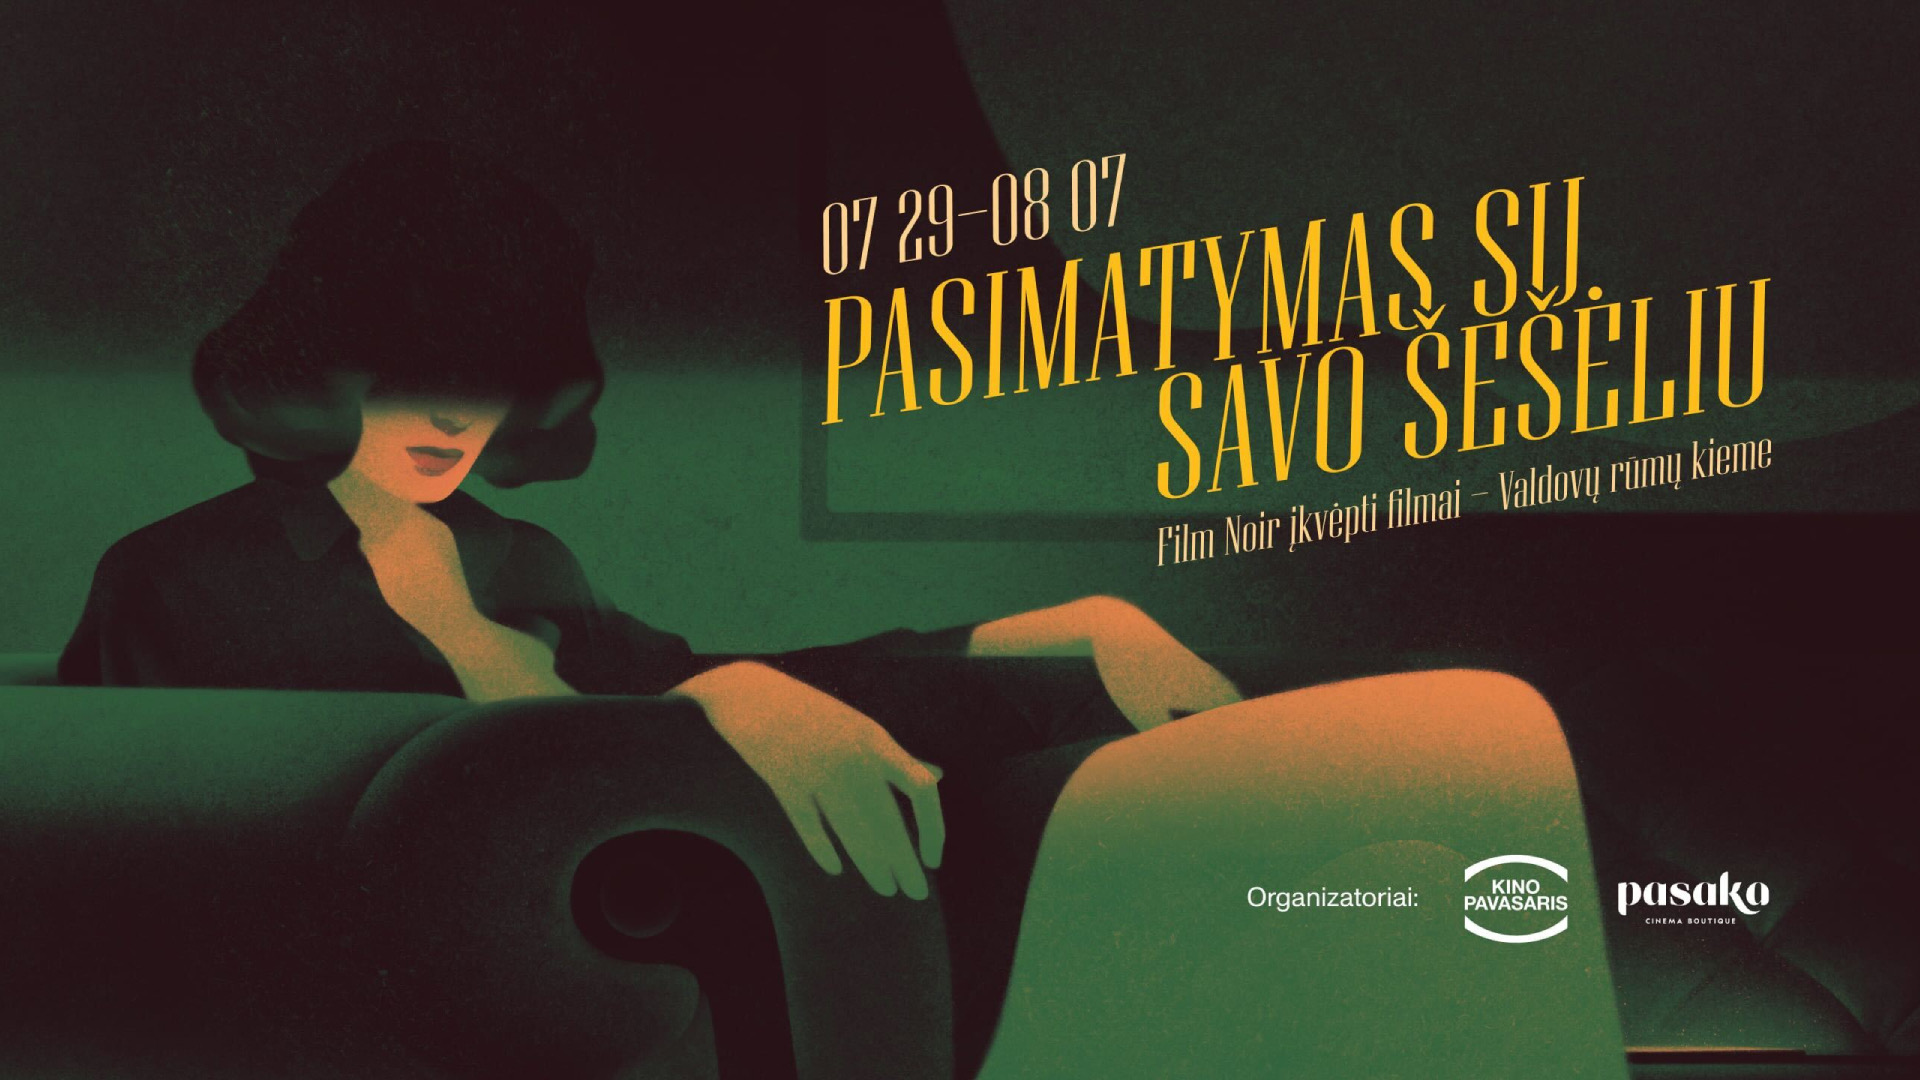 07 29–08 07
PASIMATYMAS SU
SAVO ŠEŠĖLIU
Film Noir įkvėpti filmai – Valdovų rūmų kieme
Organizatoriai:
KINO
PAVASARIS
pasaka
CINEMA BOUTIQUE